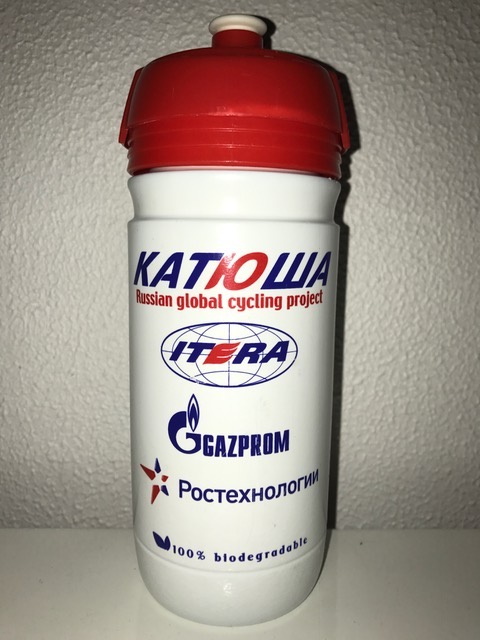 КАТЮША
Russian global cycling project
ITERA
GAZPROM
Ростехнологии
100% biodegradable